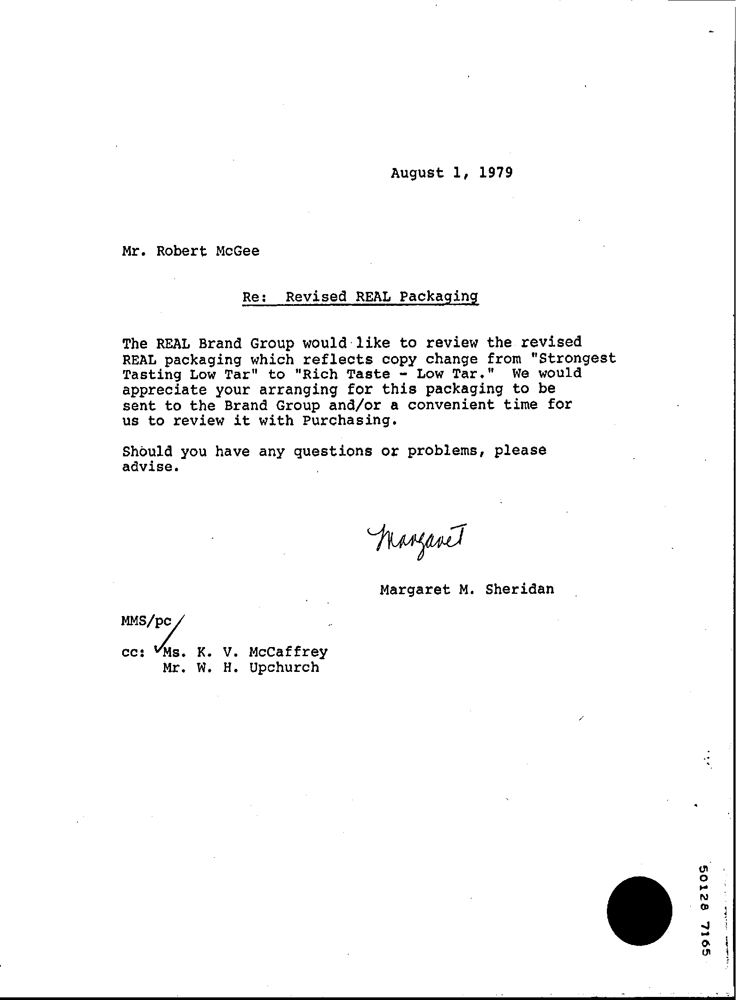 August 1, 1979
Mr. Robert McGee
Re: Revised REAL Packaging
The REAL Brand Group would like to review the revised
REAL packaging which reflects copy change from "Strongest
Tasting Low Tar" to "Rich Taste - Low Tar." We would
appreciate your arranging for this packaging to be
sent to the Brand Group and/or a convenient time for
us to review it with Purchasing.
Should you have any questions or problems, please
advise.
Margaret
Margaret M. Sheridan
MMS/pc
cc: ✓Ms. K. V. McCaffrey
Mr. W. H. Upchurch
50128 7165